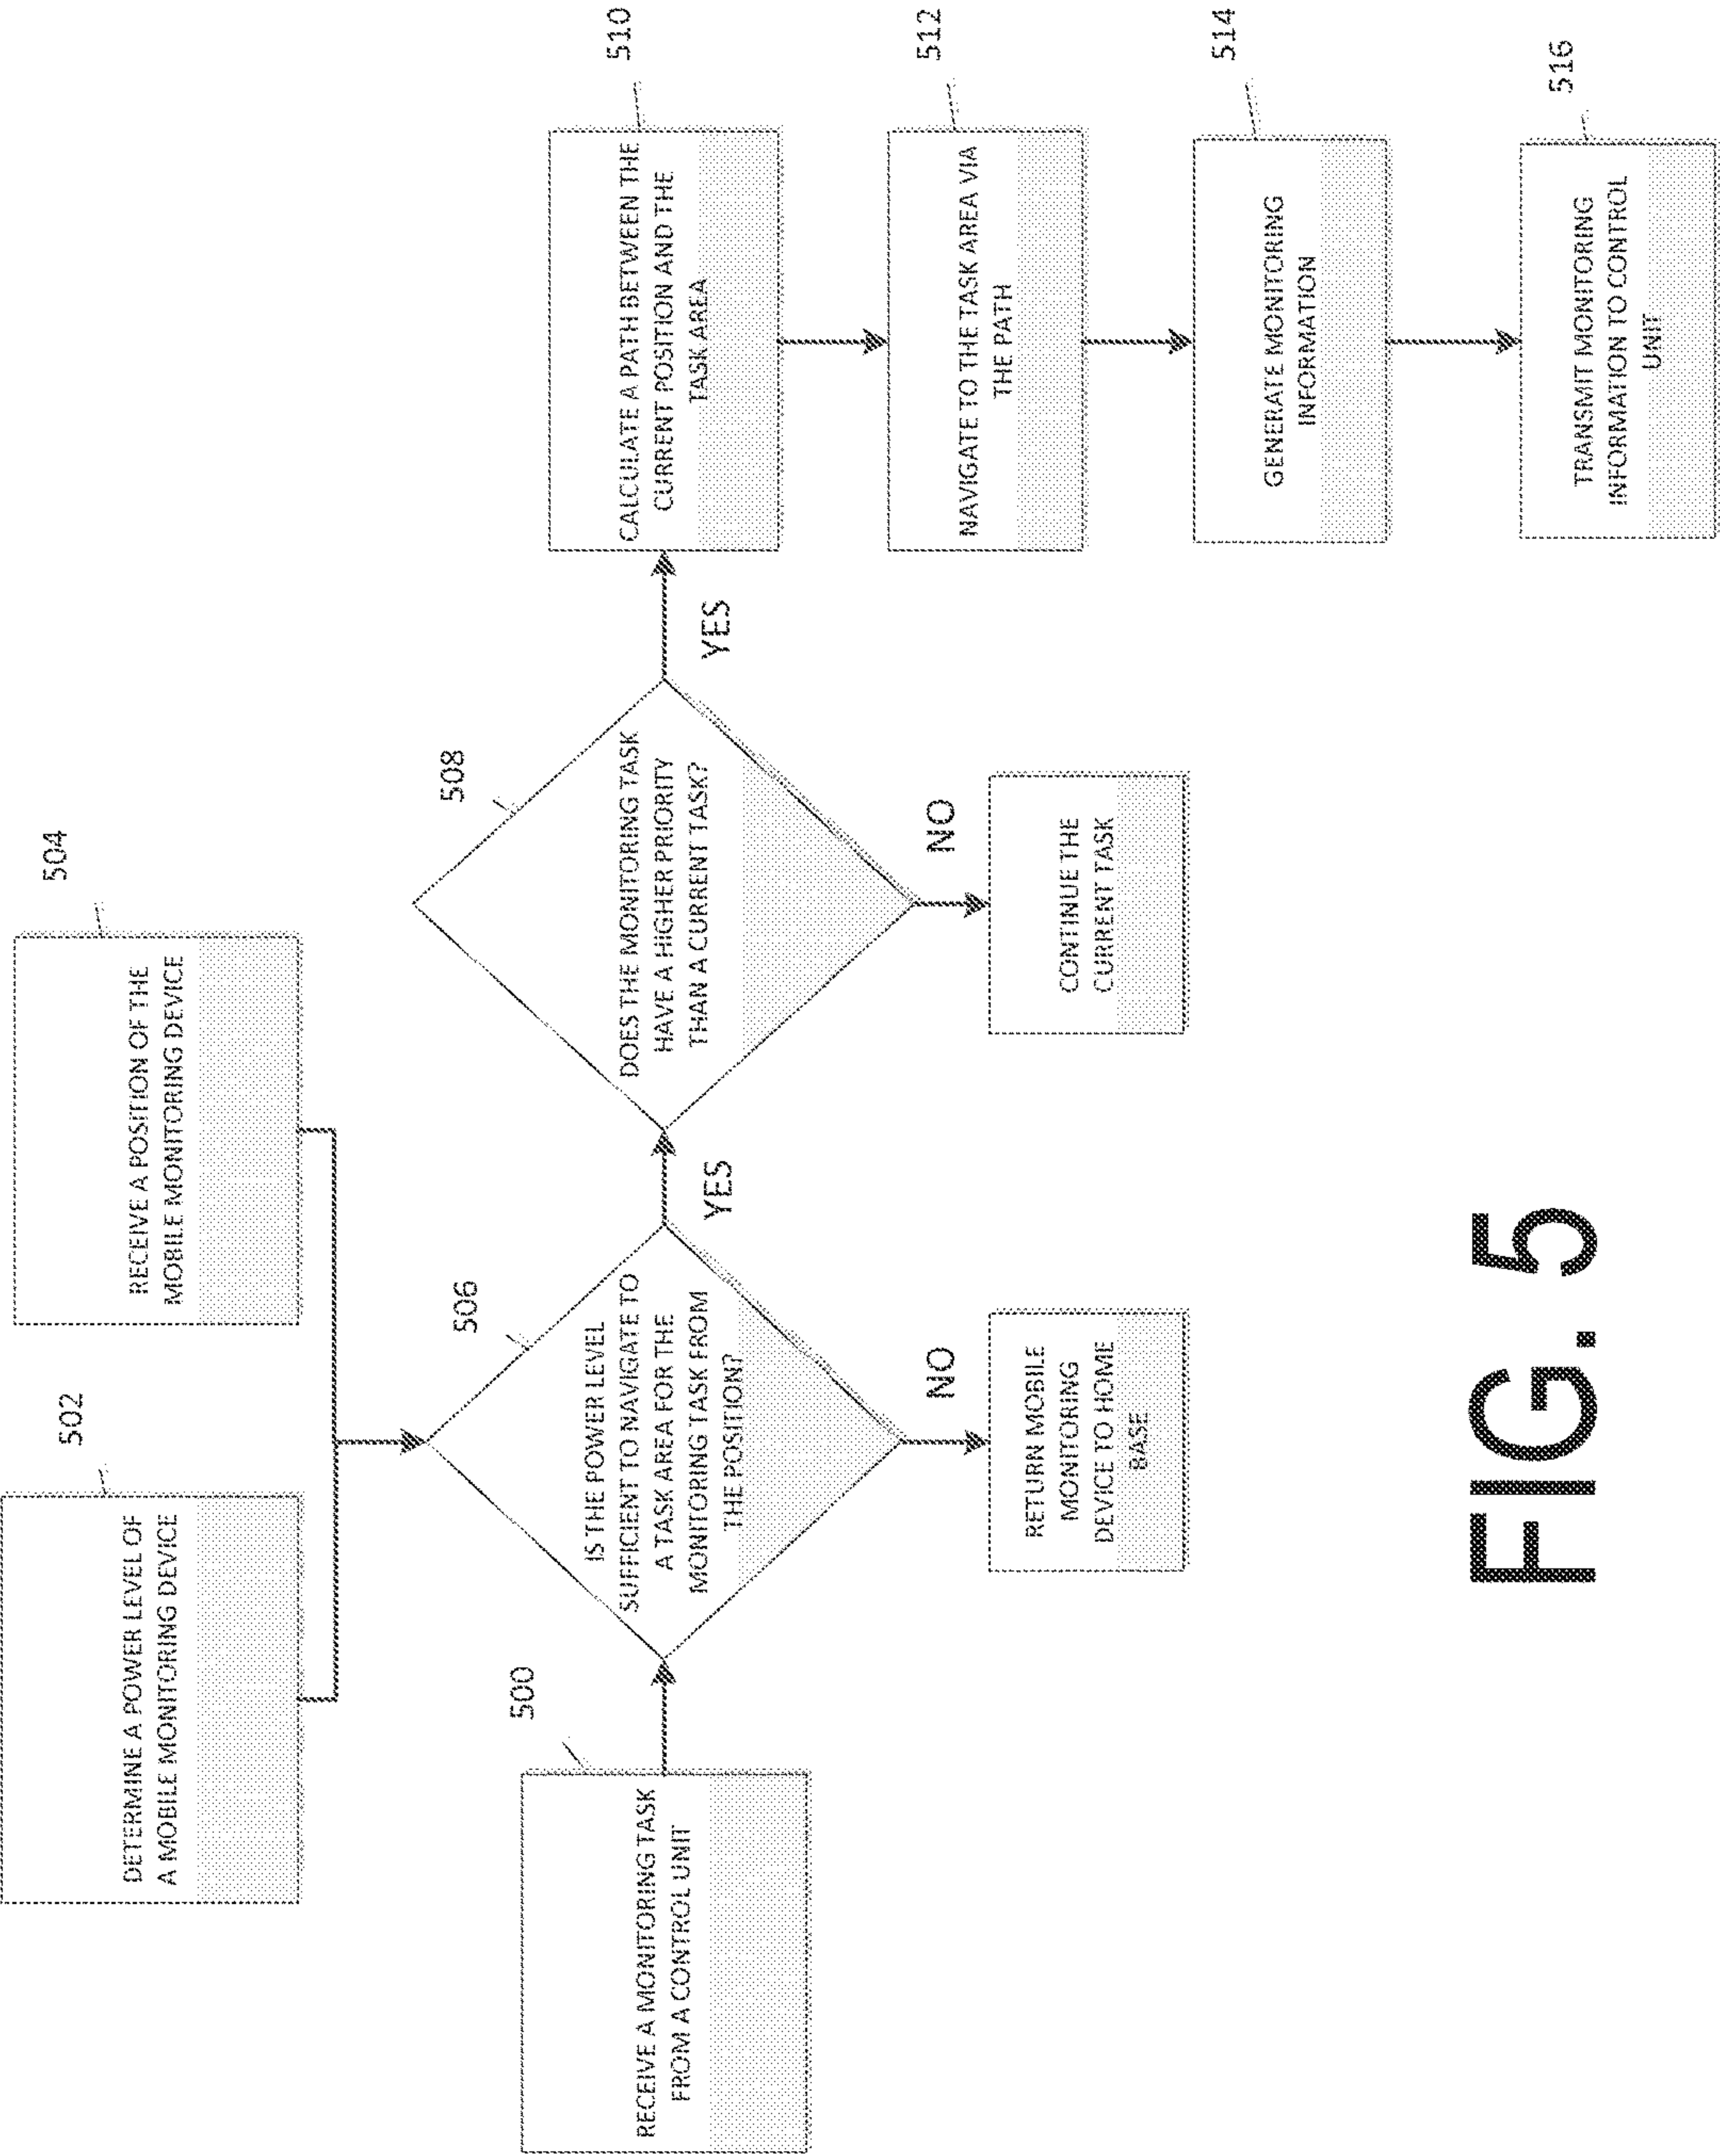 502
DETERMINE A POWER LEVEL OF
A MOBILE MONITORING DEVICE
504
RECEIVE A POSITION OF THE
MOBILE MONITORING DEVICE
500
RECEIVE A MONITORING TASK
FROM A CONTROL UNIT
506
IS THE POWER LEVEL
SUFFICIENT TO NAVIGATE TO
A TASK AREA FOR THE
MONITORING TASK FROM
THE POSITION?
YES
NO
RETURN MOBILE
MONITORING
DEVICE TO HOME
BASE
508
DOES THE MONITORING TASK
HAVE A HIGHER PRIORITY
THAN A CURRENT TASK?
YES
NO
CONTINUE THE
CURRENT TASK
510
CALCULATE A PATH BETWEEN THE
CURRENT POSITION AND THE
TASK AREA
512
NAVIGATE TO THE TASK AREA VIA
THE PATH
514
GENERATE MONITORING
INFORMATION
516
TRANSMIT MONITORING
INFORMATION TO CONTROL
UNIT
FIG. 5